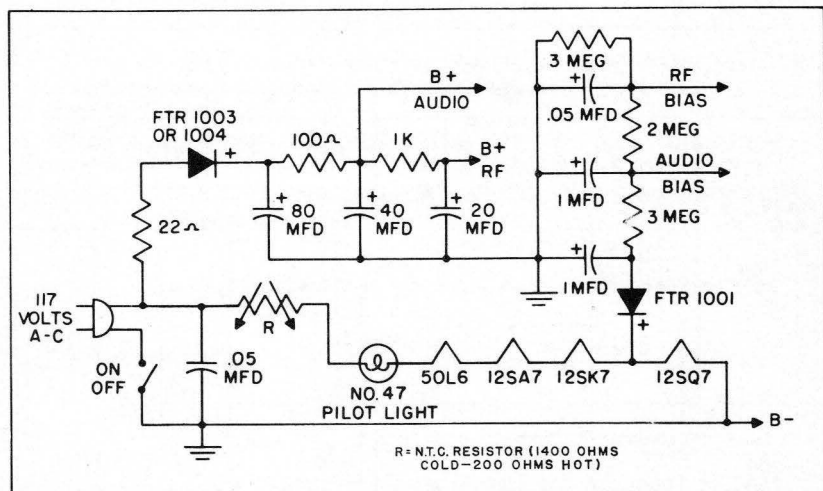 3 MEG
RF
BIAS
.05 MFD
2 MEG
AUDIO
BIAS
1 MFD
3 MEG
1 MFD
FTR 1001
B+
AUDIO
FTR 1003
OR 1004
100Ω
1K
B+
RF
80
MFD
40
MFD
20
MFD
22Ω
117
VOLTS
A-C
ON
OFF
.05
MFD
R
NO. 47
PILOT LIGHT
50L6
12SA7
12SK7
12SQ7
B-
R= N.T.C. RESISTOR (1400 OHMS
COLD—200 OHMS HOT)